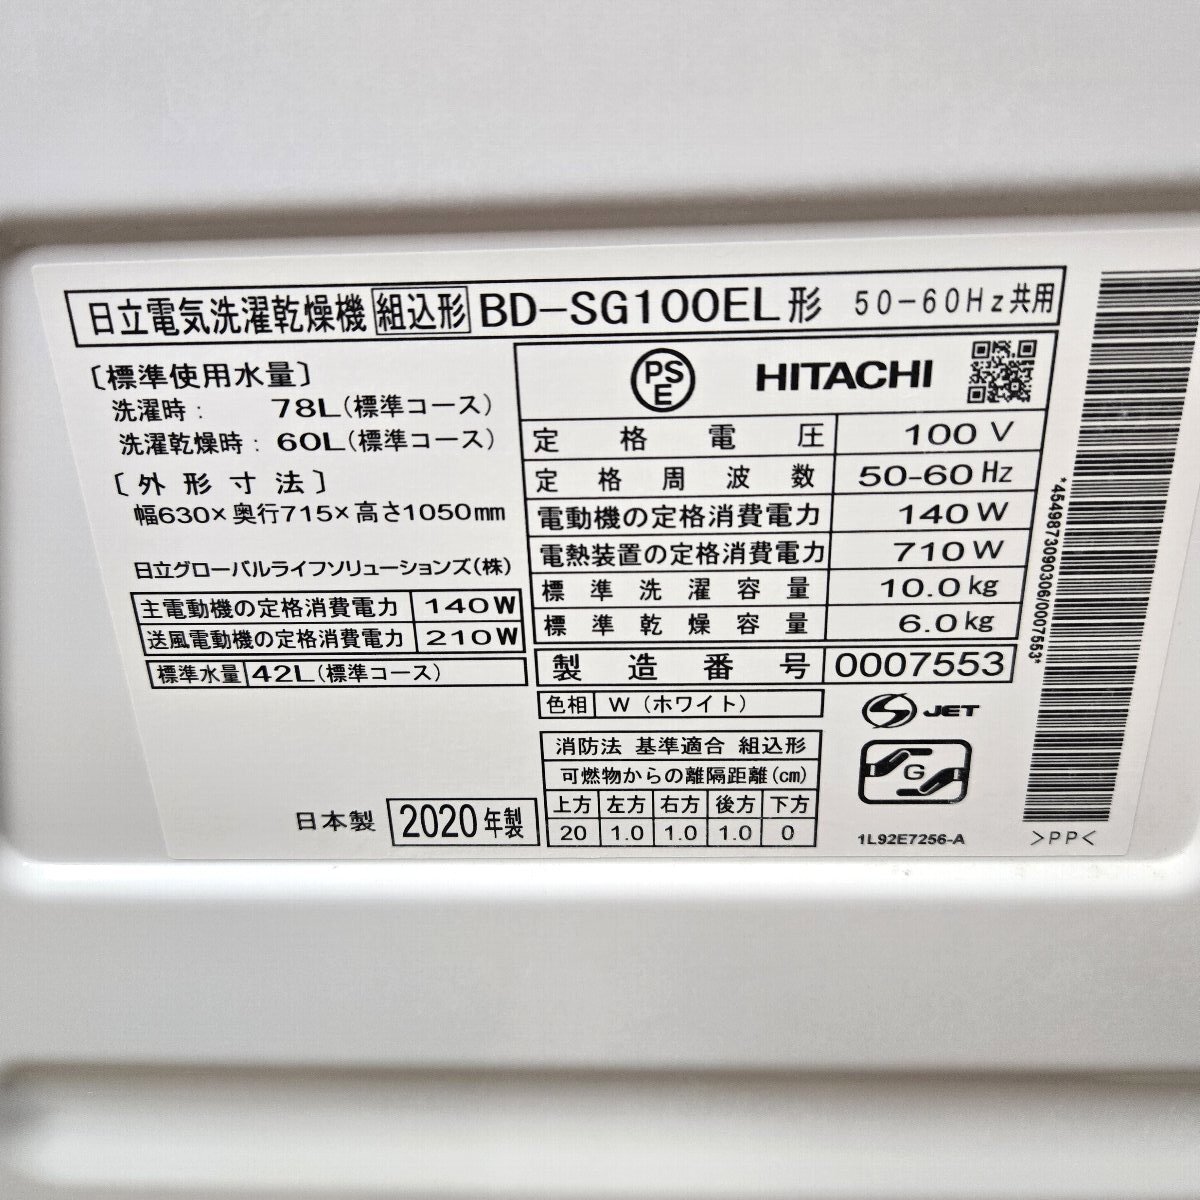 日立電気洗濯乾燥機 組込形 BD-SG100EL形 50-60Hz共用
〔標準使用水量〕
洗濯時: 78L(標準コース)
洗濯乾燥時: 60L(標準コース)
〔外形寸法〕
幅630×奥行715×高さ1050mm
日立グローバルライフソリューションズ(株)
主電動機の定格消費電力 140W
送風電動機の定格消費電力 210W
標準水量 42L(標準コース)
日本製 2020年製
PSE HITACHI
定格電圧 100V
定格周波数 50-60Hz
電動機の定格消費電力 140W
電熱装置の定格消費電力 710W
標準洗濯容量 10.0kg
標準乾燥容量 6.0kg
製造番号 0007553
色相 W(ホワイト)
消防法 基準適合 組込形
可燃物からの離隔距離(cm)
上方 左方 右方 後方 下方
20 1.0 1.0 1.0 0
S JET
G
1L92E7256-A
>PP<
*4549873090306/0007553*